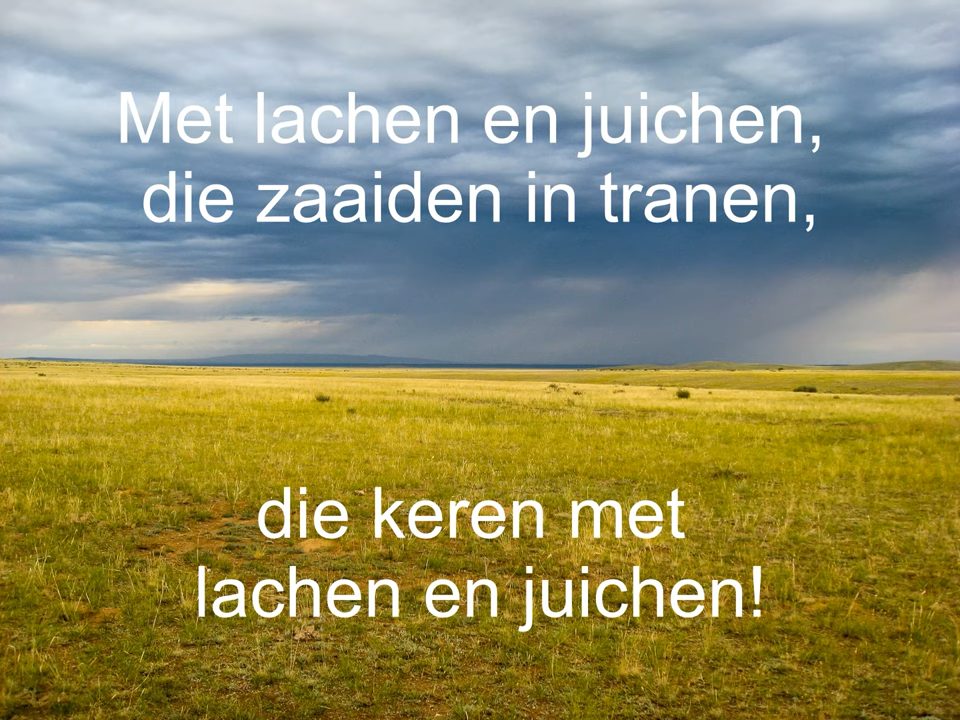 Met lachen en juichen,
die zaaiden in tranen,
die keren met
lachen en juichen!